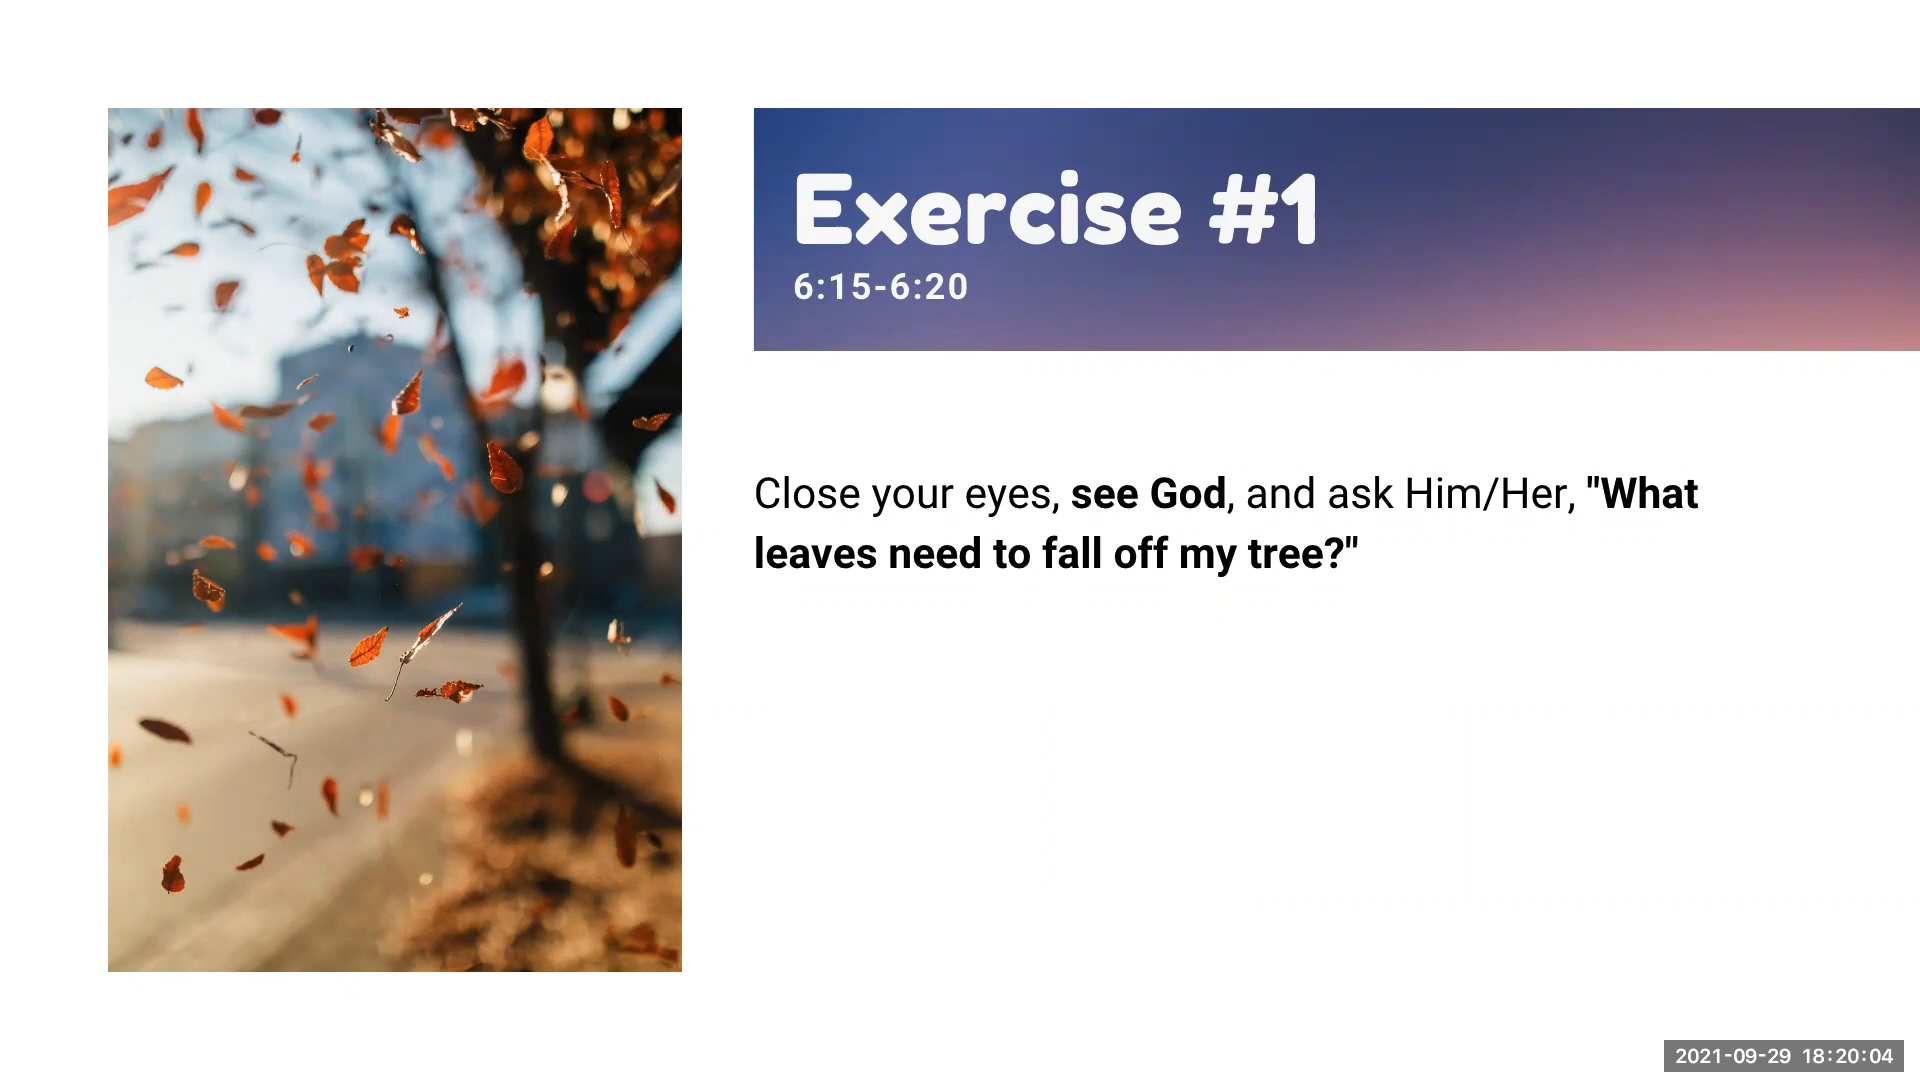 Exercise #1
6:15-6:20
Close your eyes, see God, and ask Him/Her, "What
leaves need to fall off my tree?"
2021-09-29 18:20:04